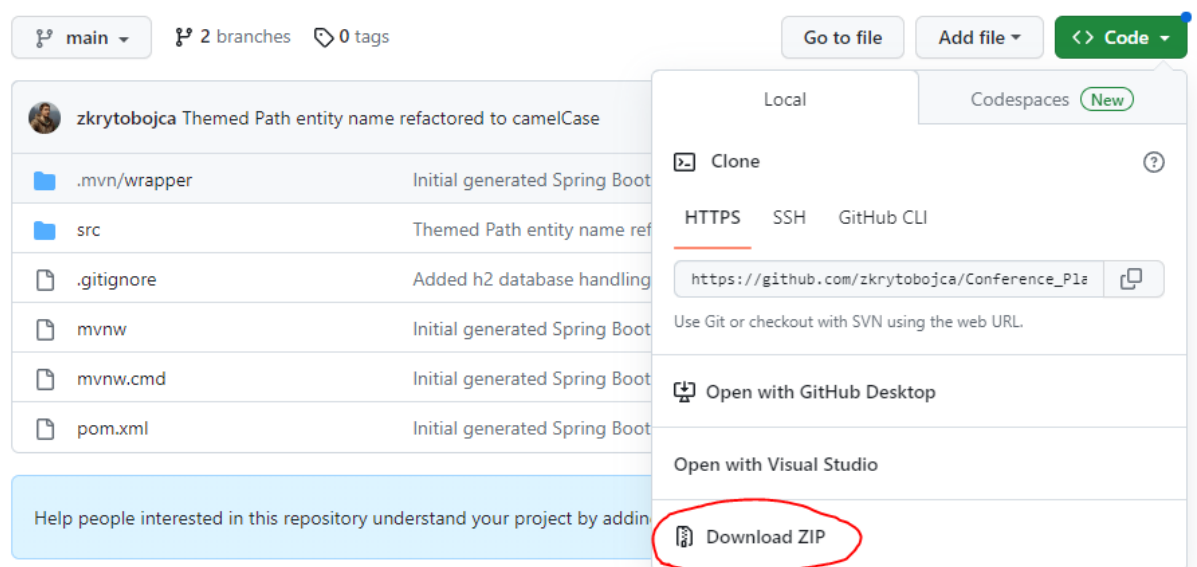 main
2 branches
0 tags
Go to file
Add file
<> Code
zkrytobojca Themed Path entity name refactored to camelCase
.mvn/wrapper
Initial generated Spring Boot
src
Themed Path entity name ref
.gitignore
Added h2 database handling
mvnw
Initial generated Spring Boot
mvnw.cmd
Initial generated Spring Boot
pom.xml
Initial generated Spring Boot
Help people interested in this repository understand your project by addin
Local
Codespaces New
Clone
HTTPS SSH GitHub CLI
https://github.com/zkrytobojca/Conference_Pla
Use Git or checkout with SVN using the web URL.
Open with GitHub Desktop
Open with Visual Studio
Download ZIP